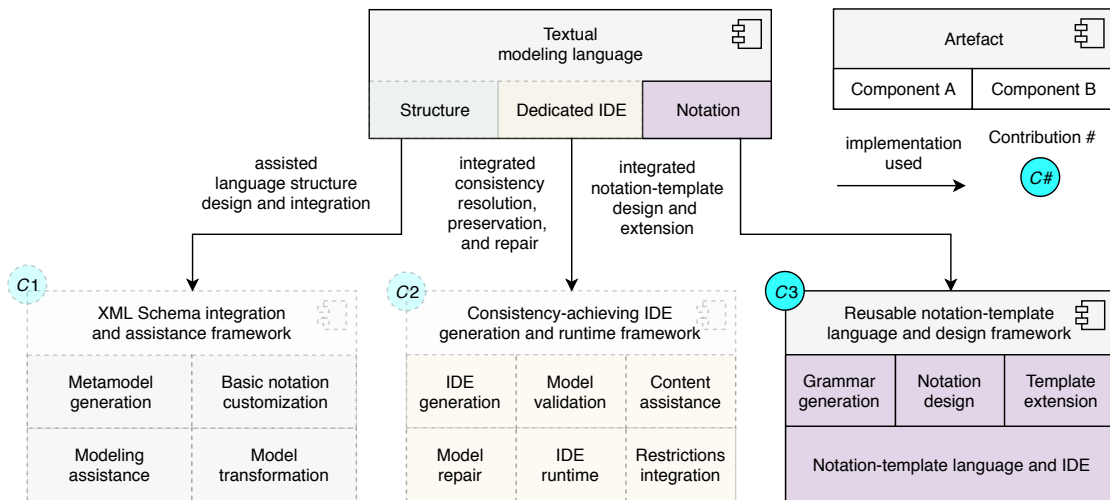 Textual
modeling language
Structure
Dedicated IDE
Notation
Artefact
Component A
Component B
implementation
used
Contribution #
C#
assisted
language structure
design and integration
integrated
consistency
resolution,
preservation,
and repair
integrated
notation-template
design and
extension
C1
XML Schema integration
and assistance framework
Metamodel
generation
Basic notation
customization
Modeling
assistance
Model
transformation
C2
Consistency-achieving IDE
generation and runtime framework
IDE
generation
Model
validation
Content
assistance
Model
repair
IDE
runtime
Restrictions
integration
C3
Reusable notation-template
language and design framework
Grammar
generation
Notation
design
Template
extension
Notation-template language and IDE